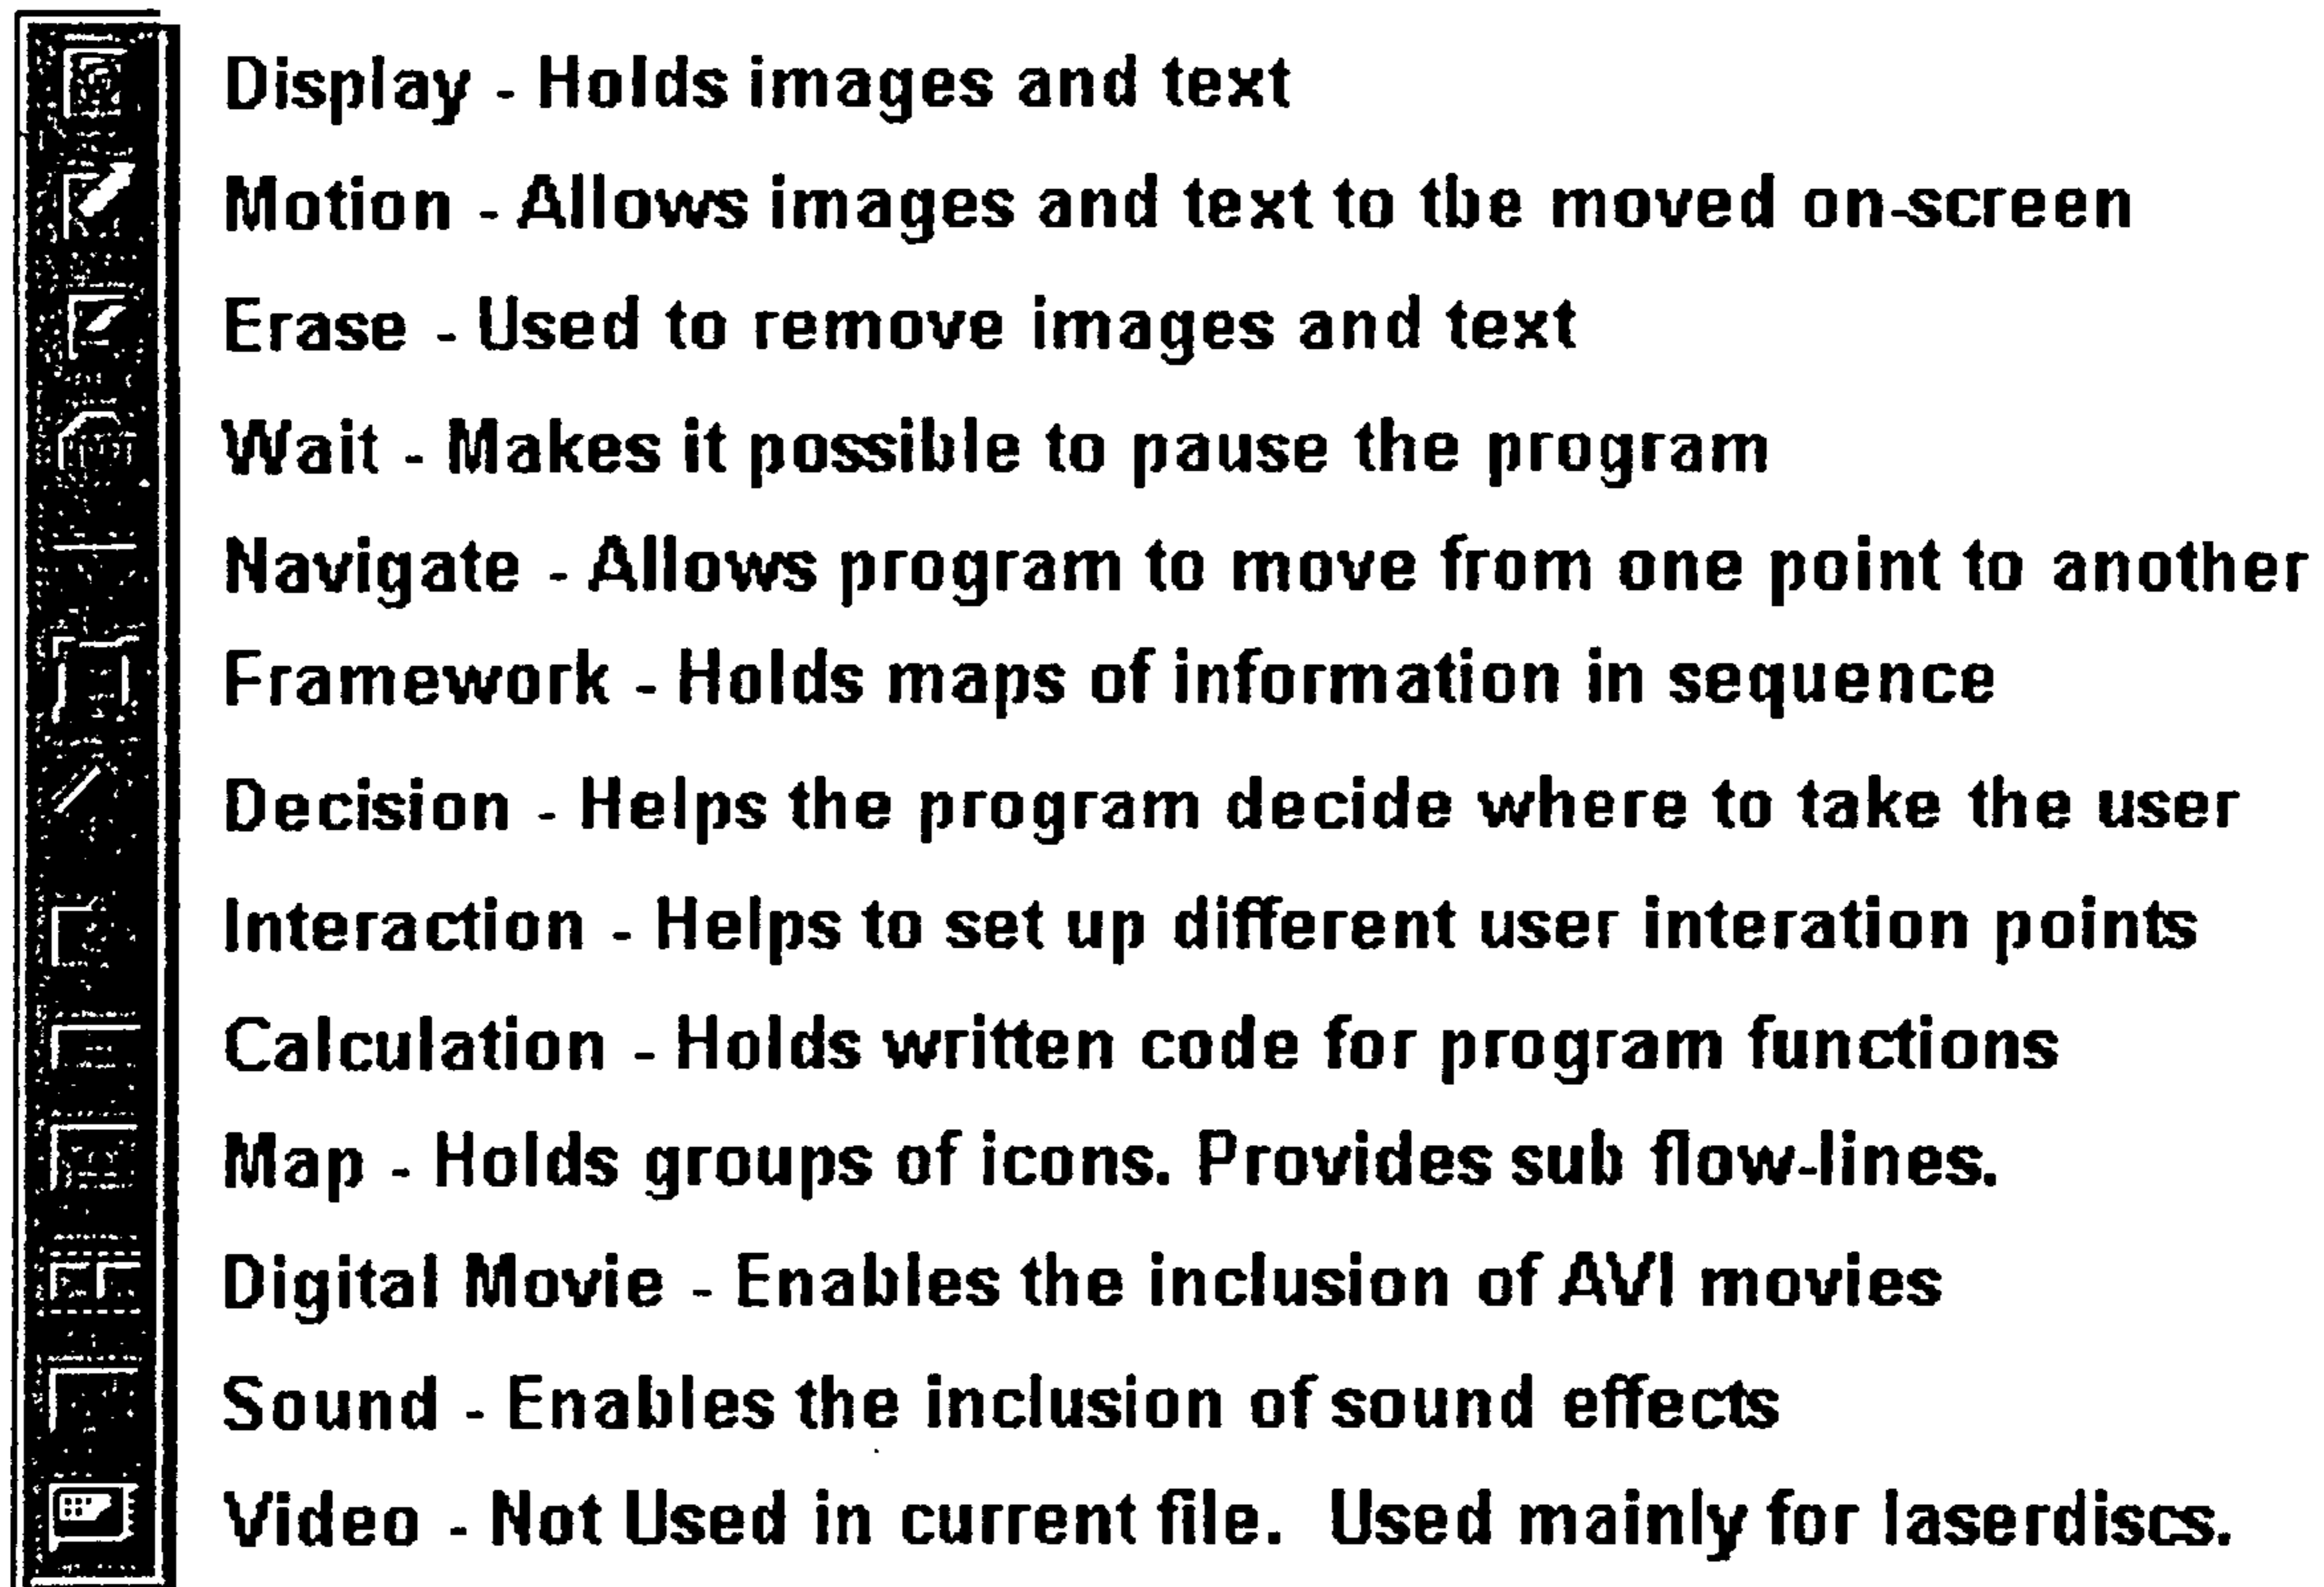 Display - Holds images and text
Motion - Allows images and text to tbe moved on-screen
Erase - Used to remove images and text
Wait - Makes it possible to pause the program
Navigate - Allows program to move from one point to another
Framework - Holds maps of information in sequence
Decision - Helps the program decide where to take the user
Interaction - Helps to set up different user interation points
Calculation - Holds written code for program functions
Map - Holds groups of icons. Provides sub flow-lines.
Digital Movie - Enables the inclusion of AVI movies
Sound - Enables the inclusion of sound effects
Video - Not Used in current file. Used mainly for laserdiscs.